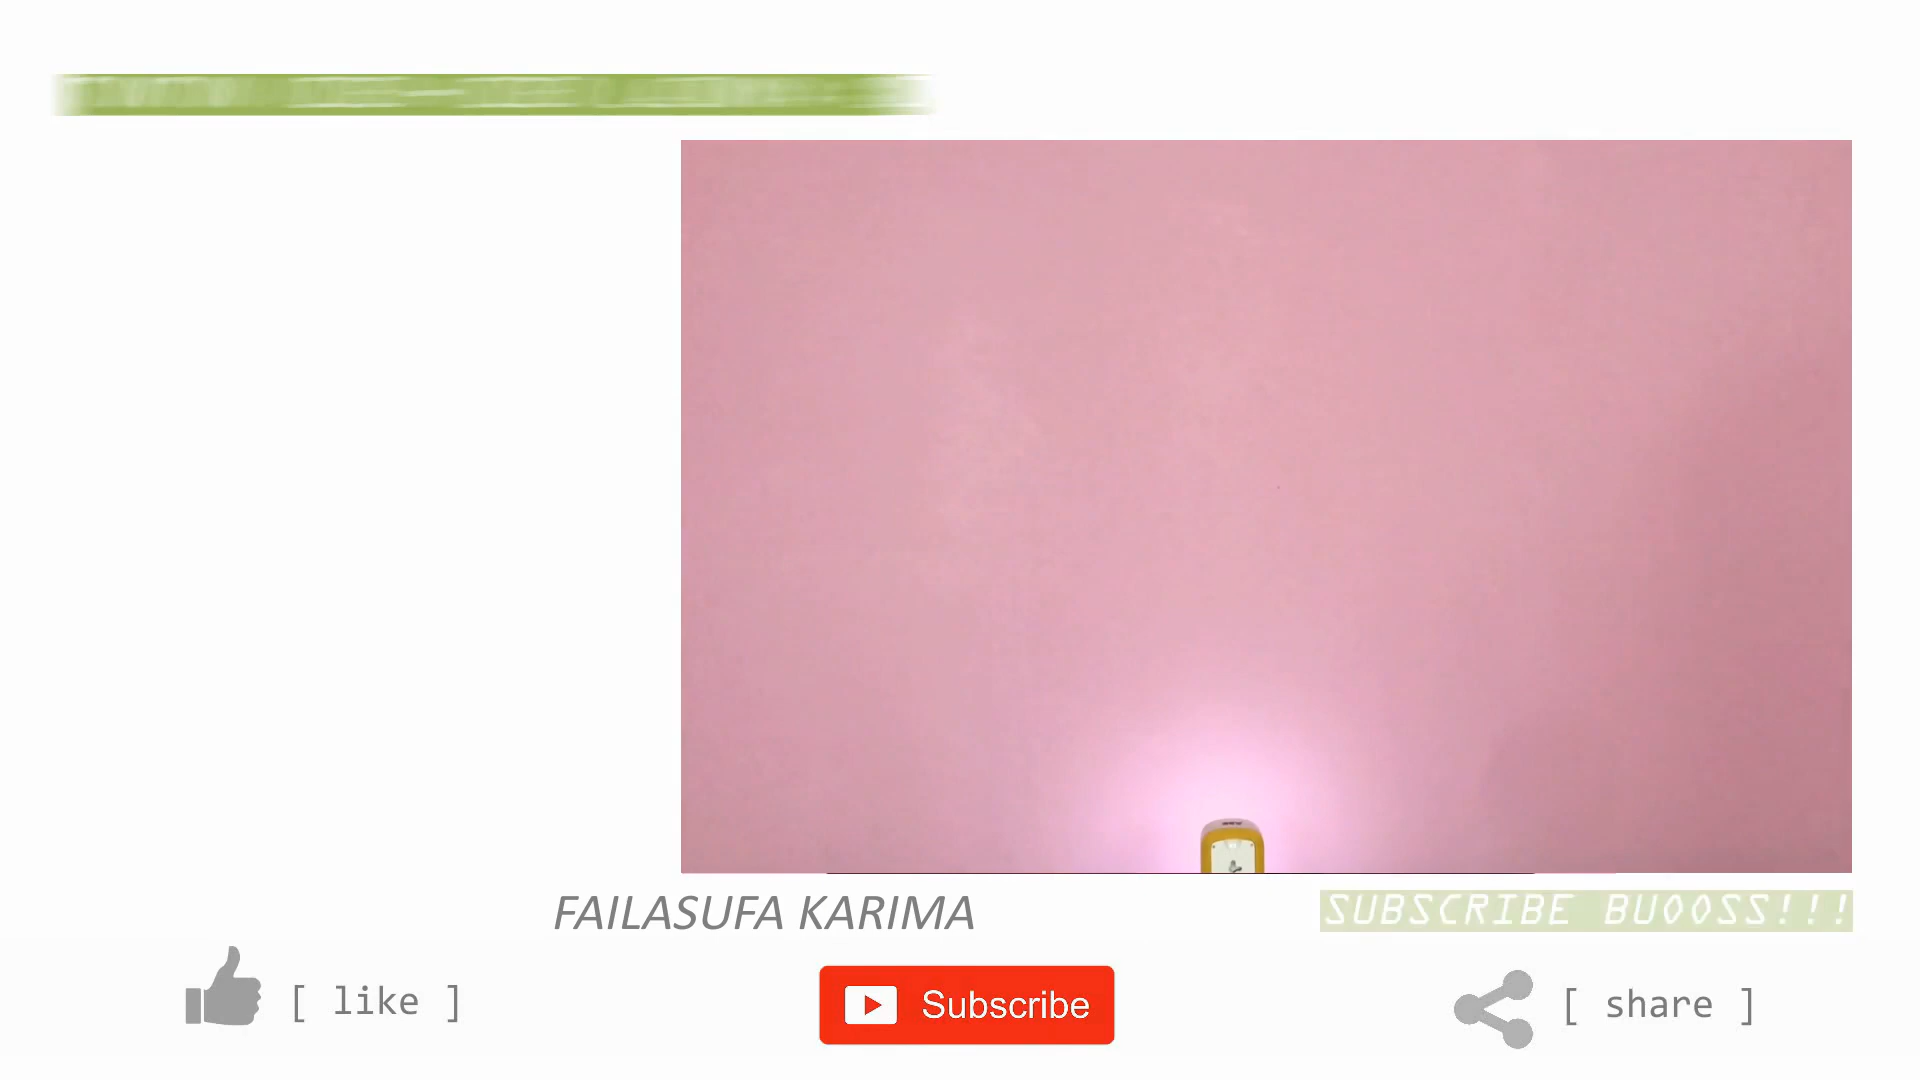 FAILASUFA KARIMA
SUBSCRIBE BUOOSS!!!
[ like ]
Subscribe
[ share ]